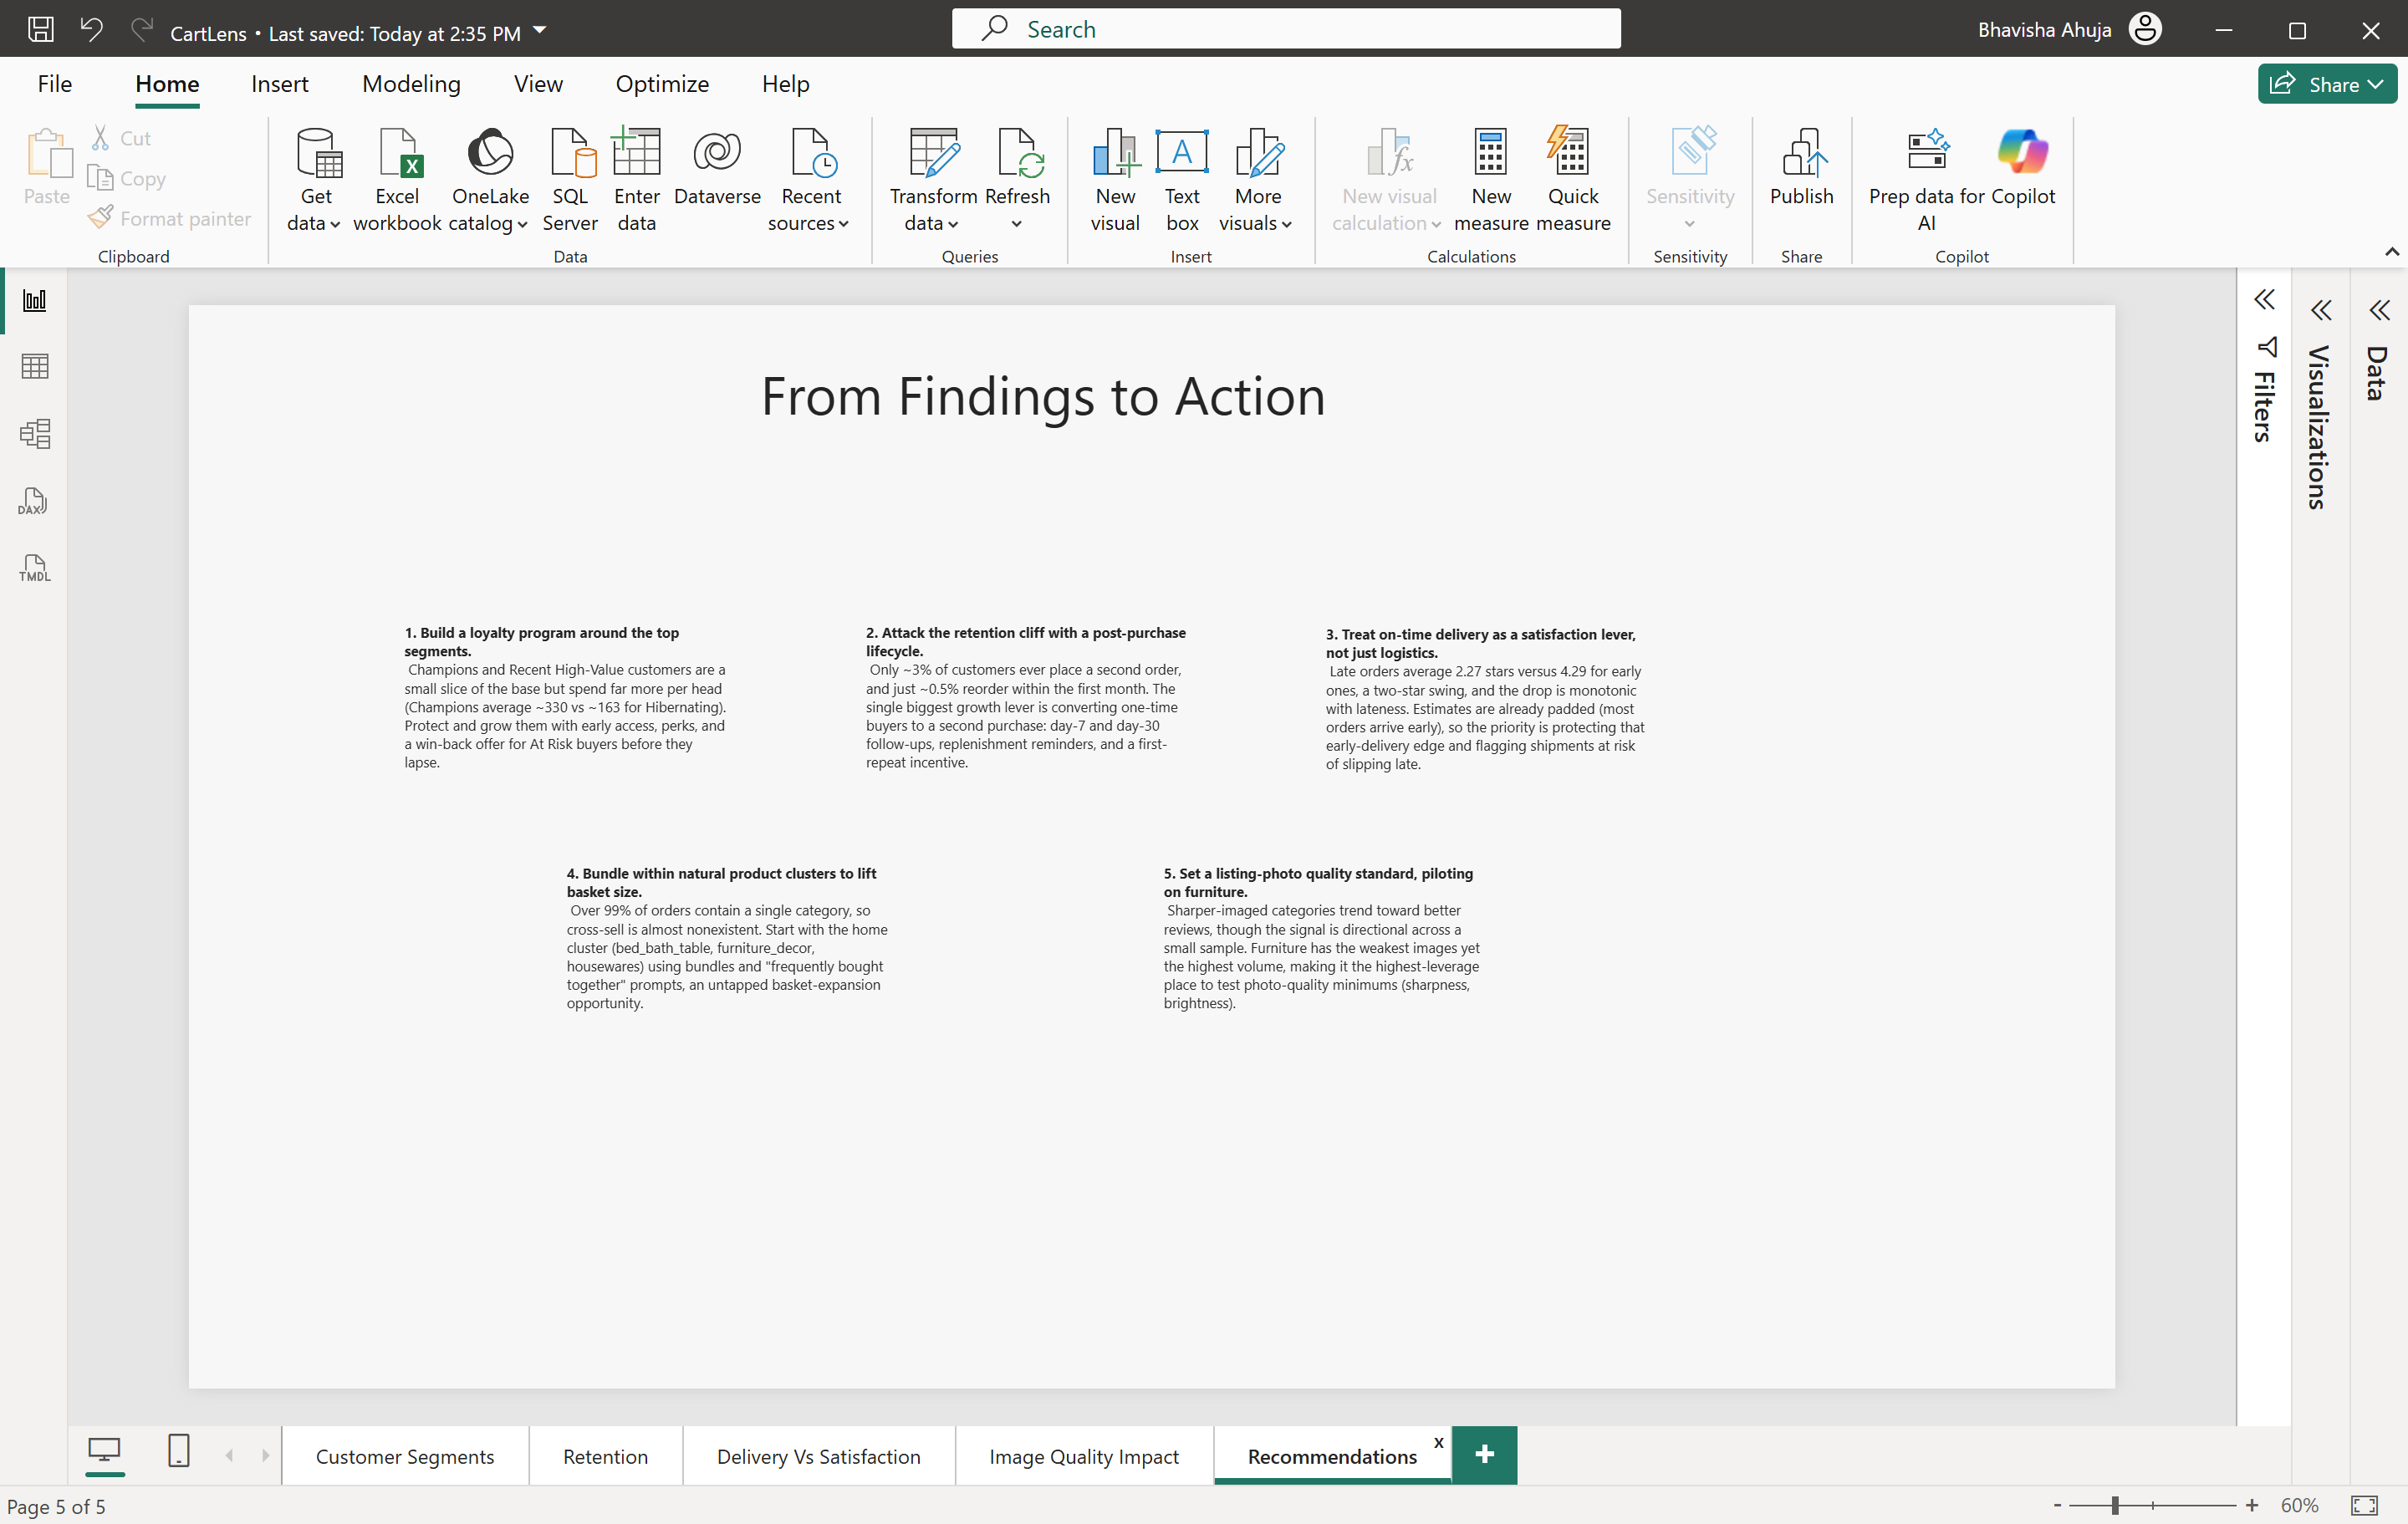 CartLens • Last saved: Today at 2:35 PM
Search
Bhavisha Ahuja
File
Home
Insert
Modeling
View
Optimize
Help
Share
Paste
Cut
Copy
Format painter
Clipboard
Get data
Excel workbook
OneLake catalog
SQL Server
Enter data
Dataverse
Recent sources
Data
Transform data
Refresh
Queries
New visual
Text box
More visuals
Insert
New visual calculation
New measure
Quick measure
Calculations
Sensitivity
Sensitivity
Publish
Share
Prep data for AI
Copilot
Copilot
DAX
TMDL
From Findings to Action
1. Build a loyalty program around the top
segments.
Champions and Recent High-Value customers are a
small slice of the base but spend far more per head
(Champions average ~330 vs ~163 for Hibernating).
Protect and grow them with early access, perks, and
a win-back offer for At Risk buyers before they
lapse.
2. Attack the retention cliff with a post-purchase
lifecycle.
Only ~3% of customers ever place a second order,
and just ~0.5% reorder within the first month. The
single biggest growth lever is converting one-time
buyers to a second purchase: day-7 and day-30
follow-ups, replenishment reminders, and a first-
repeat incentive.
3. Treat on-time delivery as a satisfaction lever,
not just logistics.
Late orders average 2.27 stars versus 4.29 for early
ones, a two-star swing, and the drop is monotonic
with lateness. Estimates are already padded (most
orders arrive early), so the priority is protecting that
early-delivery edge and flagging shipments at risk
of slipping late.
4. Bundle within natural product clusters to lift
basket size.
Over 99% of orders contain a single category, so
cross-sell is almost nonexistent. Start with the home
cluster (bed_bath_table, furniture_decor,
housewares) using bundles and "frequently bought
together" prompts, an untapped basket-expansion
opportunity.
5. Set a listing-photo quality standard, piloting
on furniture.
Sharper-imaged categories trend toward better
reviews, though the signal is directional across a
small sample. Furniture has the weakest images yet
the highest volume, making it the highest-leverage
place to test photo-quality minimums (sharpness,
brightness).
Filters
Visualizations
Data
Customer Segments
Retention
Delivery Vs Satisfaction
Image Quality Impact
Recommendations
x
+
Page 5 of 5
- + 60%